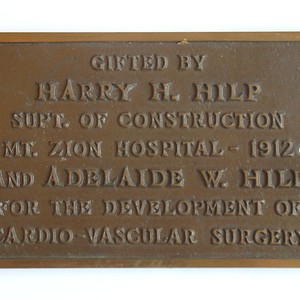 GIFTED BY
HARRY H. HILP
SUPT. OF CONSTRUCTION
MT. ZION HOSPITAL - 1912
AND ADELAIDE W. HILP
FOR THE DEVELOPMENT OF
CARDIO-VASCULAR SURGERY